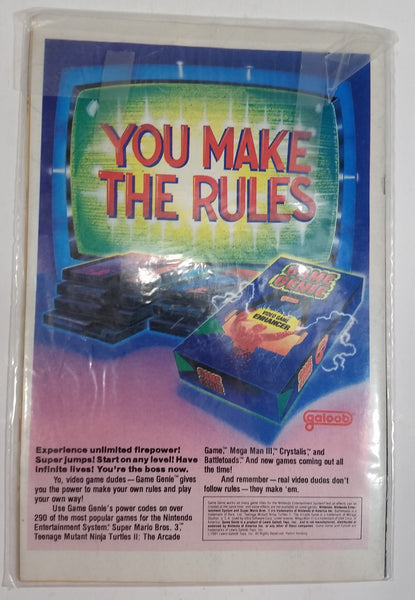 YOU MAKE
THE RULES
GAME
GENIE
VIDEO GAME
ENHANCER
GAME
GENIE
galoob
Experience unlimited firepower!
Super jumps! Start on any level! Have
infinite lives! You're the boss now.
Yo, video game dudes—Game Genie™ gives
you the power to make your own rules and play
your own way!
Use Game Genie's power codes on over
290 of the most popular games for the Nintendo
Entertainment System®: Super Mario Bros. 3,™
Teenage Mutant Ninja Turtles II: The Arcade
Game,™ Mega Man III,™ Crystalis,™ and
Battletoads.™ And new games coming out all
the time!
And remember—real video dudes don't
follow rules—they make 'em.